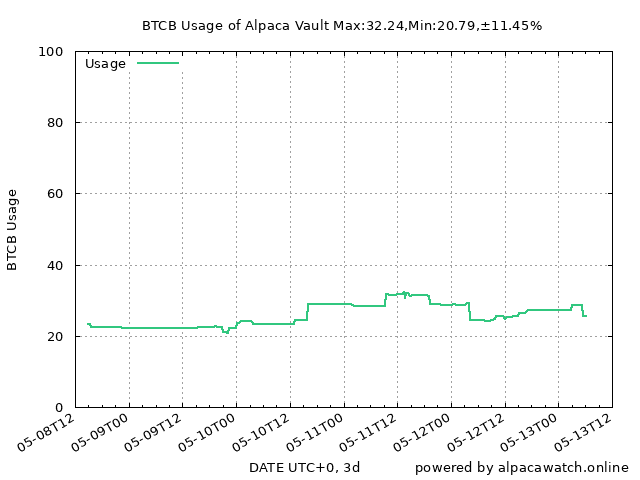 BTCB Usage of Alpaca Vault Max:32.24,Min:20.79,±11.45%
Usage
BTCB Usage
100
80
60
40
20
0
05-08T12
05-09T00
05-09T12
05-10T00
05-10T12
05-11T00
05-11T12
05-12T00
05-12T12
05-13T00
05-13T12
DATE UTC+0, 3d
powered by alpacawatch.online